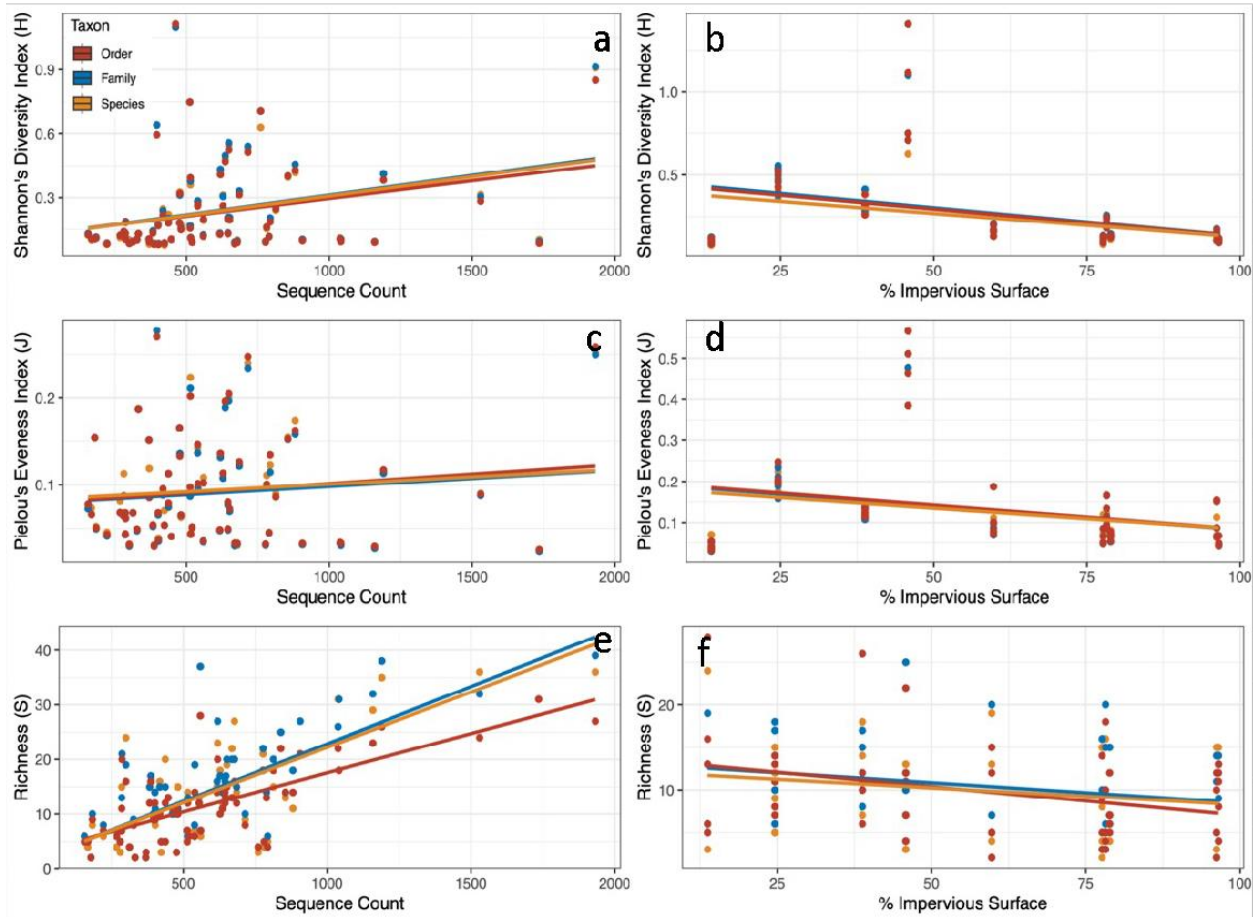 a
Taxon
Order
Family
Species
0.9
0.6
0.3
Shannon's Diversity Index (H)
500
1000
1500
2000
Sequence Count
b
1.0
0.5
Shannon's Diversity Index (H)
25
50
75
100
% Impervious Surface
c
0.2
0.1
Pielou's Eveness Index (J)
500
1000
1500
2000
Sequence Count
d
0.5
0.4
0.3
0.2
0.1
Pielou's Eveness Index (J)
25
50
75
100
% Impervious Surface
e
40
30
20
10
0
Richness (S)
500
1000
1500
2000
Sequence Count
f
20
10
Richness (S)
25
50
75
100
% Impervious Surface